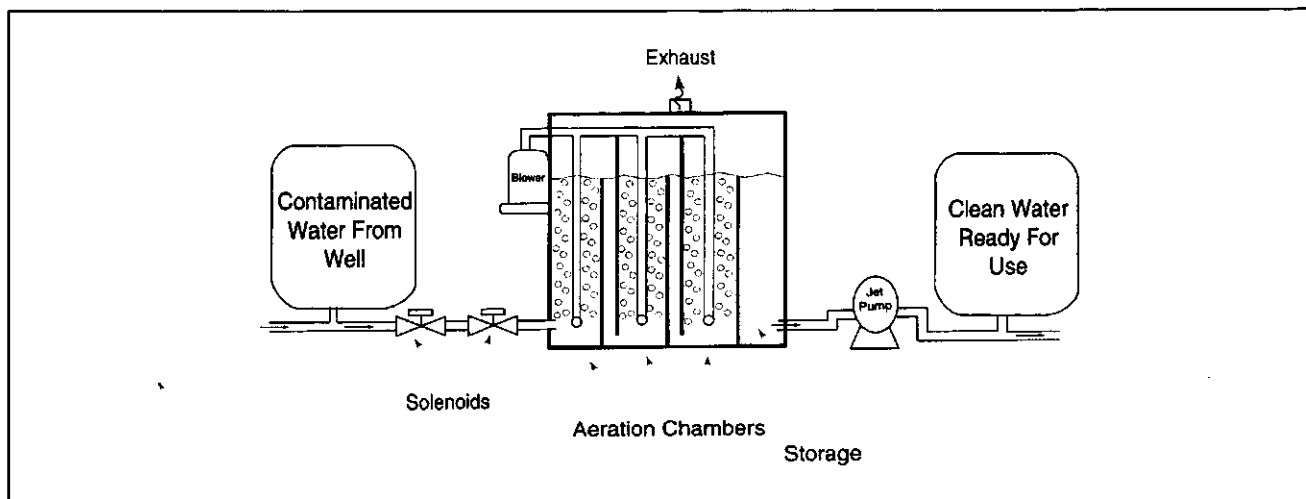 Exhaust
Blower
Contaminated
Water From
Well
Clean Water
Ready For
Use
Jet
Pump
Solenoids
Aeration Chambers
Storage